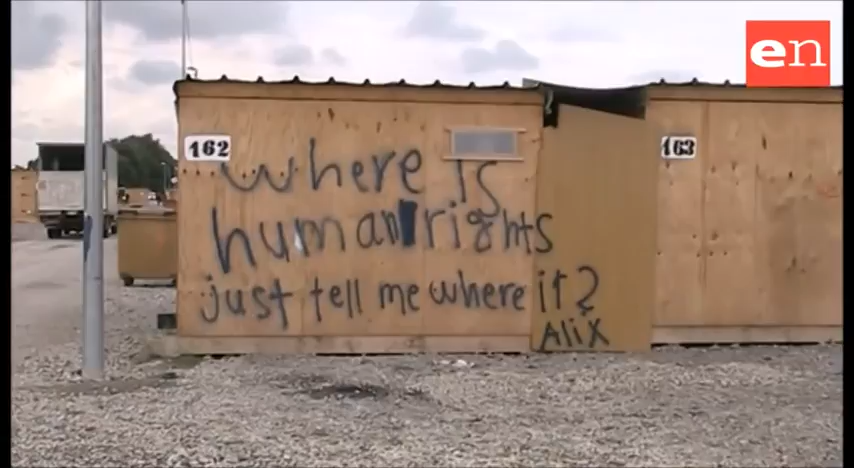 en
162
163
where is
human rights
just tell me where it?
Alix